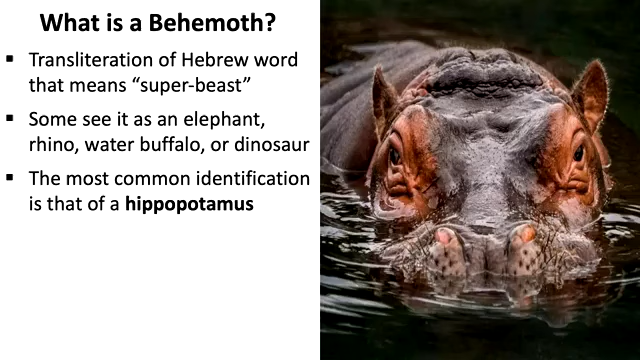 What is a Behemoth?
▪ Transliteration of Hebrew word
that means “super-beast”
▪ Some see it as an elephant,
rhino, water buffalo, or dinosaur
▪ The most common identification
is that of a hippopotamus